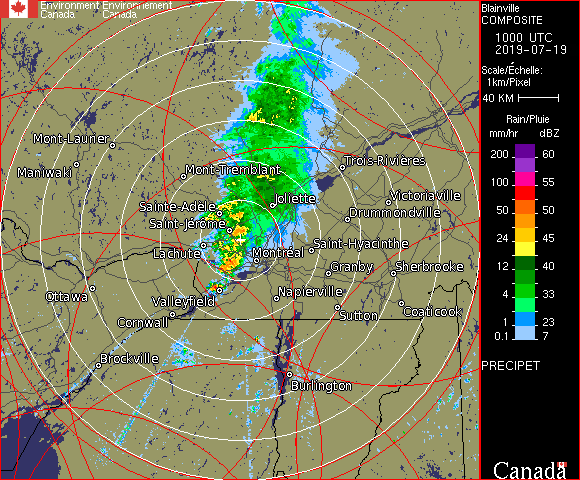 Environment Environnement
Canada Canada
Blainville
COMPOSITE
1000 UTC
2019-07-19
Scale/Échelle:
1km/Pixel
40 KM
Rain/Pluie
mm/hr dBZ
200 60
100 55
50 50
24 45
12 40
4 33
1 23
0.1 7
PRECIPET
Canada
Mont-Laurier
Maniwaki
Mont-Tremblant
Trois-Rivières
Sainte-Adèle
Joliette
Victoriaville
Drummondville
Saint-Jérôme
Lachute
Montréal
Saint-Hyacinthe
Granby
Sherbrooke
Ottawa
Valleyfield
Napierville
Cornwall
Sutton
Coaticook
Brockville
Burlington